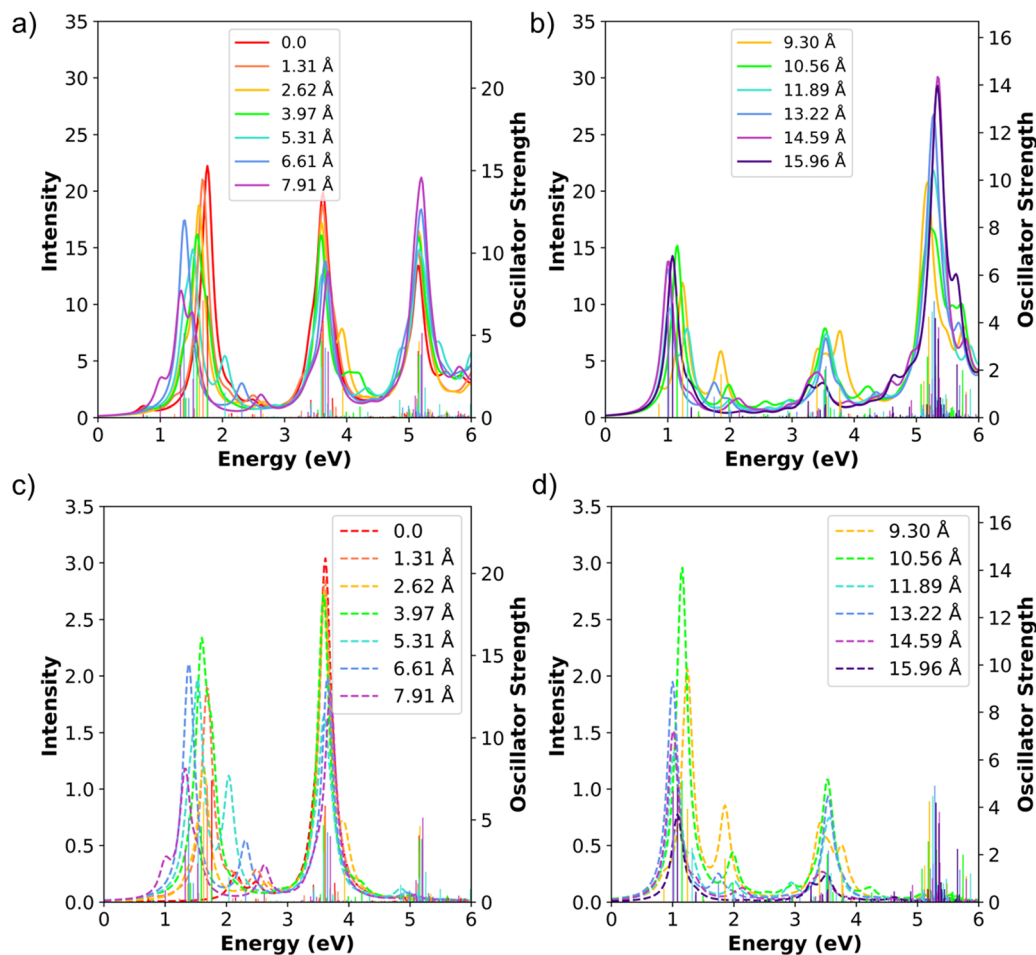 a)
35
30
25
20
15
10
5
0
Intensity
0 1 2 3 4 5 6
Energy (eV)
20
15
10
5
0
Oscillator Strength
0.0
1.31 Å
2.62 Å
3.97 Å
5.31 Å
6.61 Å
7.91 Å
b)
35
30
25
20
15
10
5
0
Intensity
0 1 2 3 4 5 6
Energy (eV)
16
14
12
10
8
6
4
2
0
Oscillator Strength
9.30 Å
10.56 Å
11.89 Å
13.22 Å
14.59 Å
15.96 Å
c)
3.5
3.0
2.5
2.0
1.5
1.0
0.5
0.0
Intensity
0 1 2 3 4 5 6
Energy (eV)
20
15
10
5
0
Oscillator Strength
0.0
1.31 Å
2.62 Å
3.97 Å
5.31 Å
6.61 Å
7.91 Å
d)
3.5
3.0
2.5
2.0
1.5
1.0
0.5
0.0
Intensity
0 1 2 3 4 5 6
Energy (eV)
16
14
12
10
8
6
4
2
0
Oscillator Strength
9.30 Å
10.56 Å
11.89 Å
13.22 Å
14.59 Å
15.96 Å